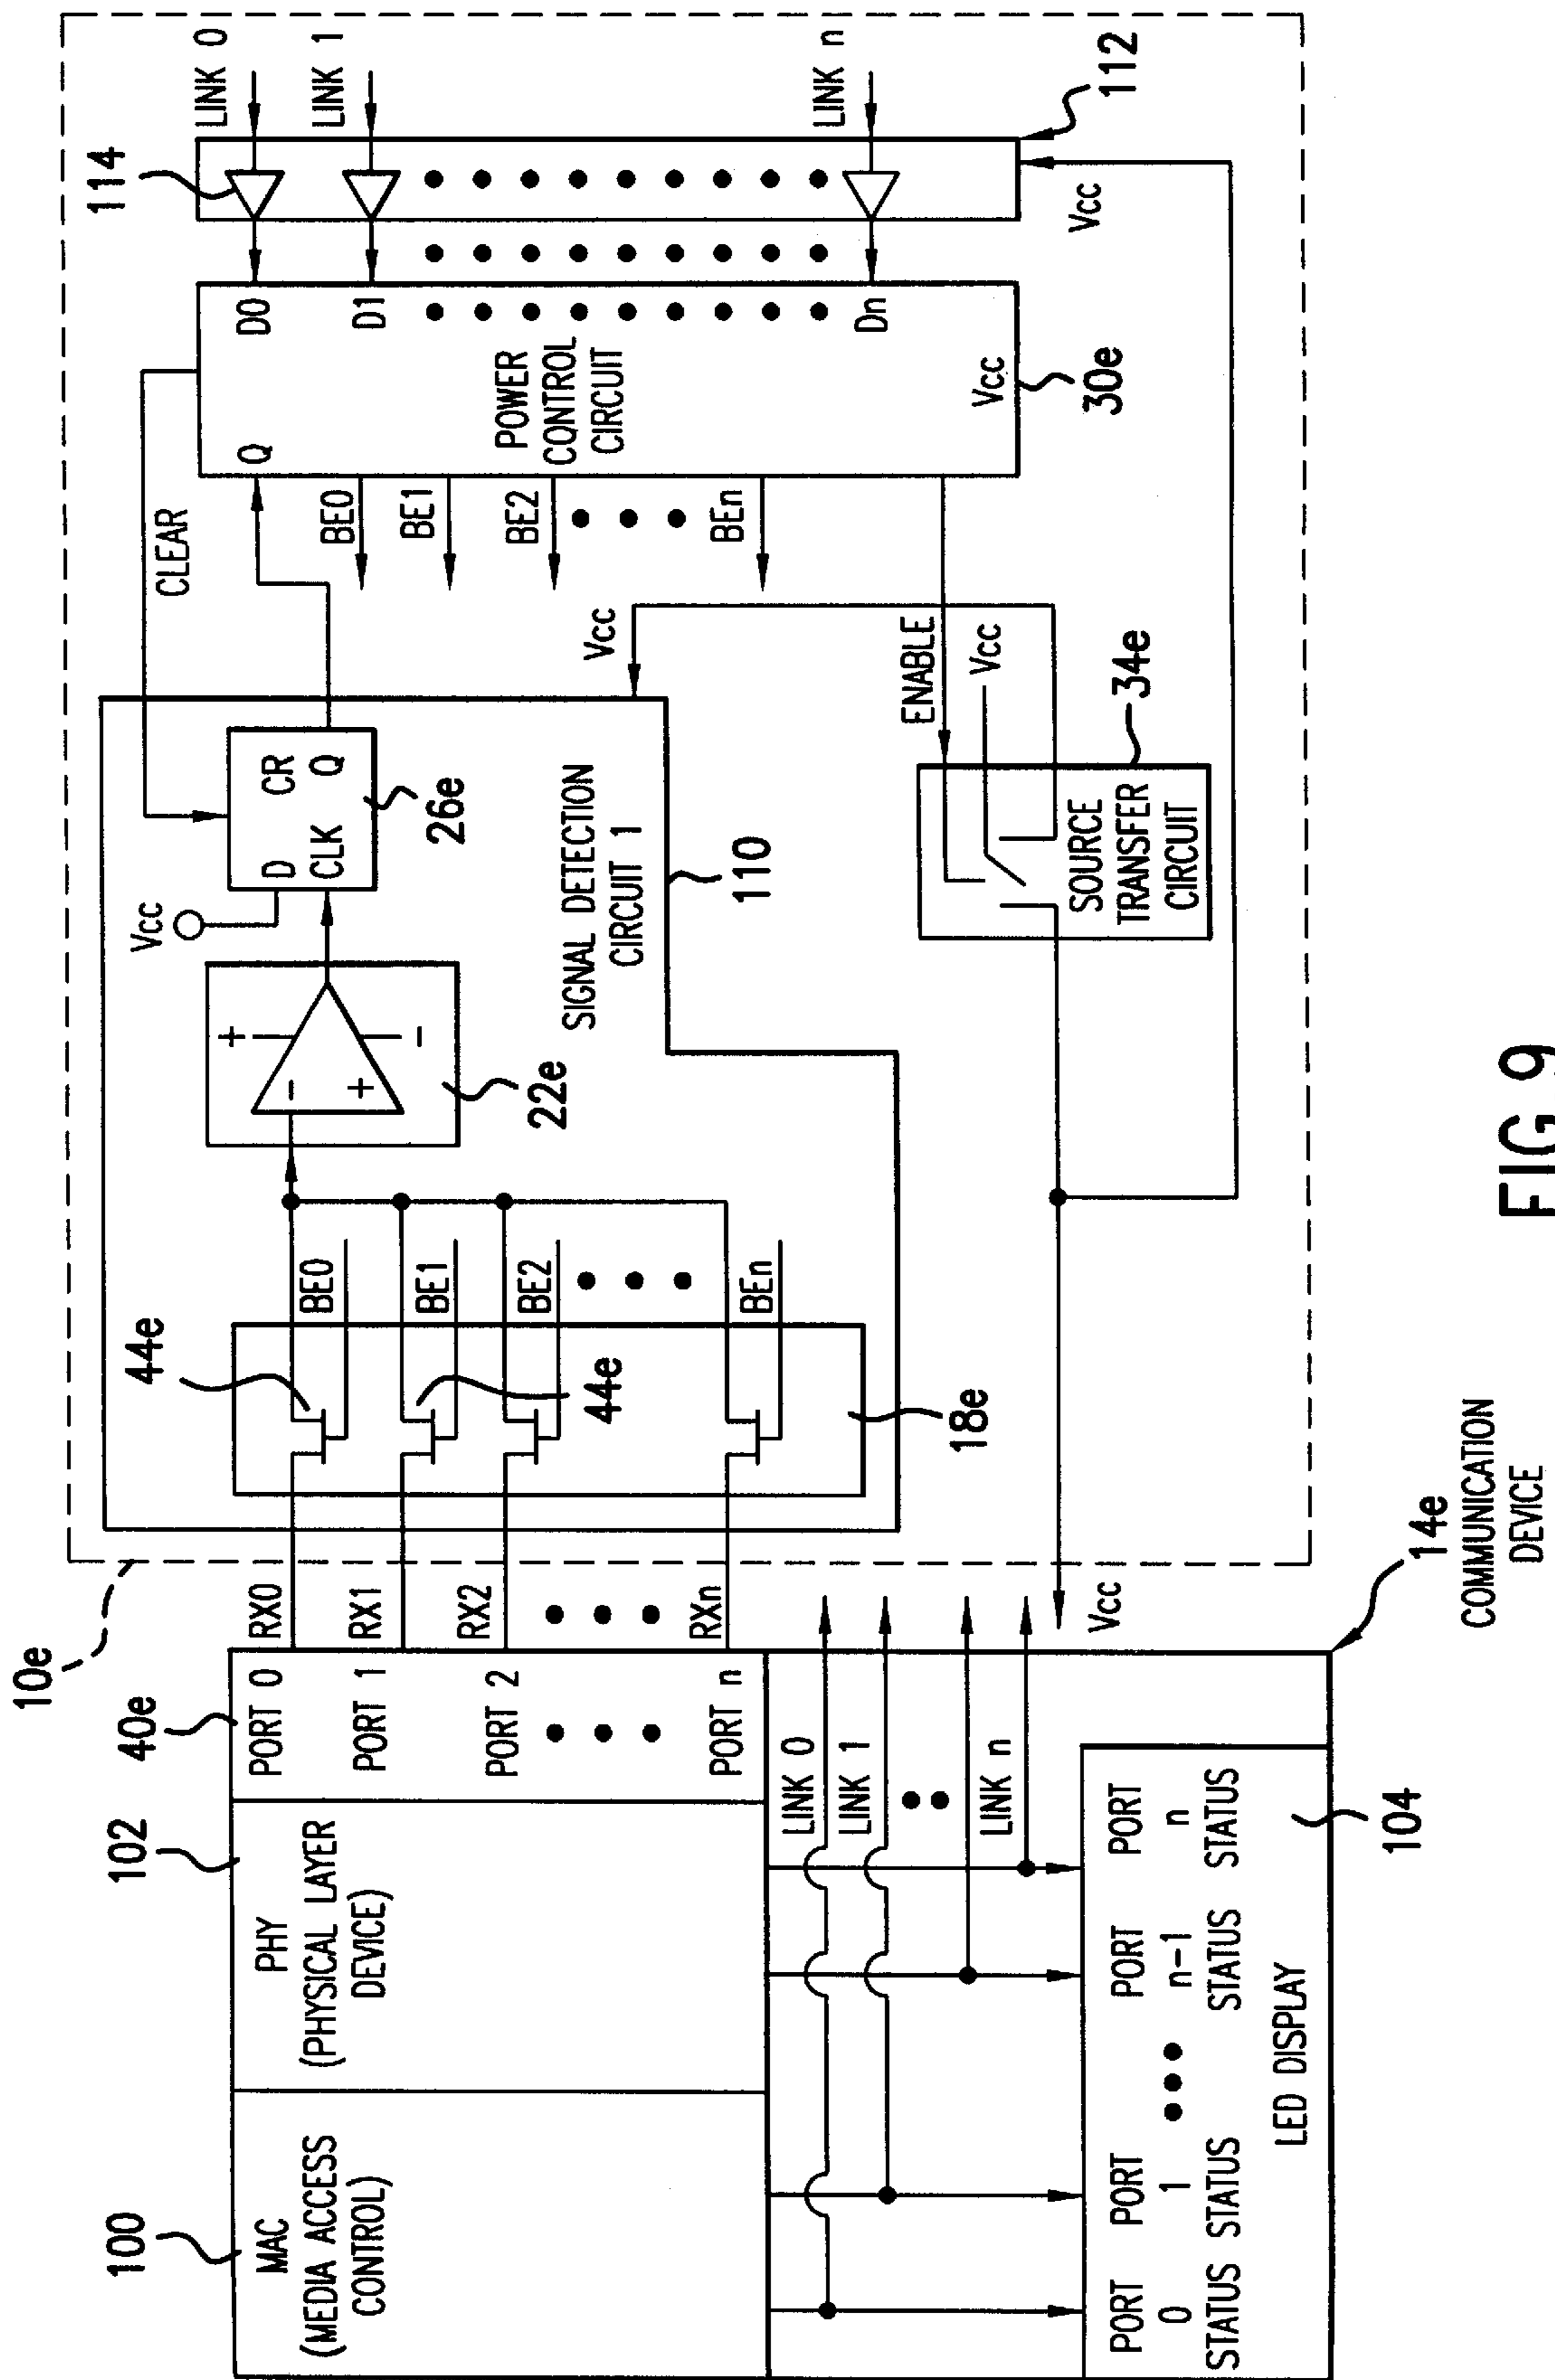 10e
40e
102
100
MAC
(MEDIA ACCESS
CONTROL)
PHY
(PHYSICAL LAYER
DEVICE)
PORT 0
PORT 1
PORT 2
PORT n
RX0
RX1
RX2
RXn
LINK 0
LINK 1
LINK n
PORT
0
STATUS
PORT
1
STATUS
PORT
n-1
STATUS
PORT
n
STATUS
LED DISPLAY
104
14e
COMMUNICATION
DEVICE
Vcc
44e
44e
18e
BE0
BE1
BE2
BEn
+
-
-
+
22e
Vcc
D
CR
CLK
Q
26e
SIGNAL DETECTION
CIRCUIT 1
110
CLEAR
Vcc
ENABLE
Vcc
SOURCE
TRANSFER
CIRCUIT
34e
Q
BE0
BE1
BE2
BEn
POWER
CONTROL
CIRCUIT
D0
D1
Dn
Vcc
30e
114
LINK 0
LINK 1
LINK n
112
Vcc
FIG.9